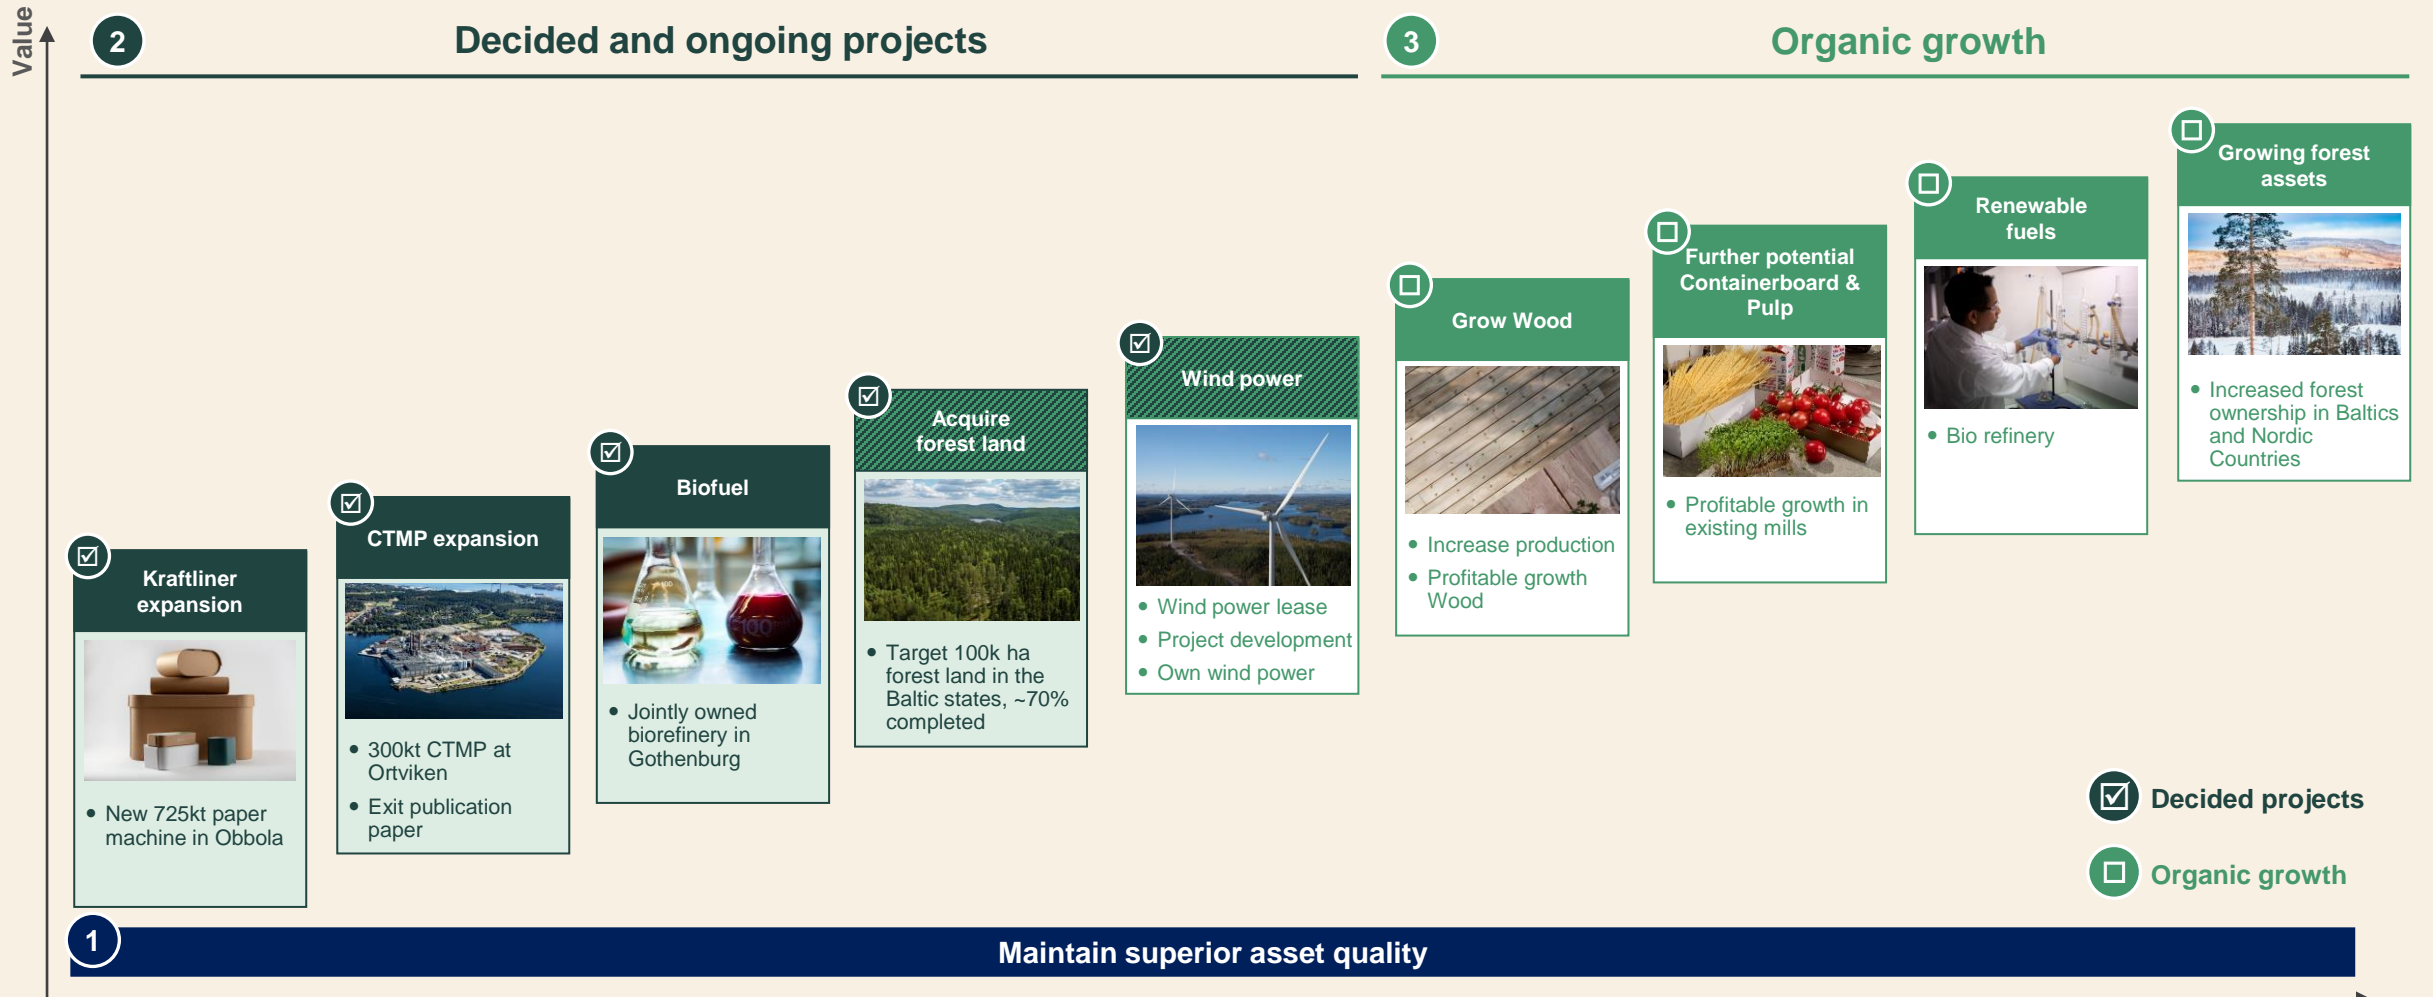 Value
2
Decided and ongoing projects
3
Organic growth
Kraftliner
expansion
• New 725kt paper
machine in Obbola
CTMP expansion
• 300kt CTMP at
Ortviken
• Exit publication
paper
Biofuel
• Jointly owned
biorefinery in
Gothenburg
Acquire
forest land
• Target 100k ha
forest land in the
Baltic states, ~70%
completed
Wind power
• Wind power lease
• Project development
• Own wind power
Grow Wood
• Increase production
• Profitable growth
Wood
Further potential
Containerboard &
Pulp
• Profitable growth in
existing mills
Renewable
fuels
• Bio refinery
Growing forest
assets
• Increased forest
ownership in Baltics
and Nordic
Countries
Decided projects
Organic growth
1
Maintain superior asset quality